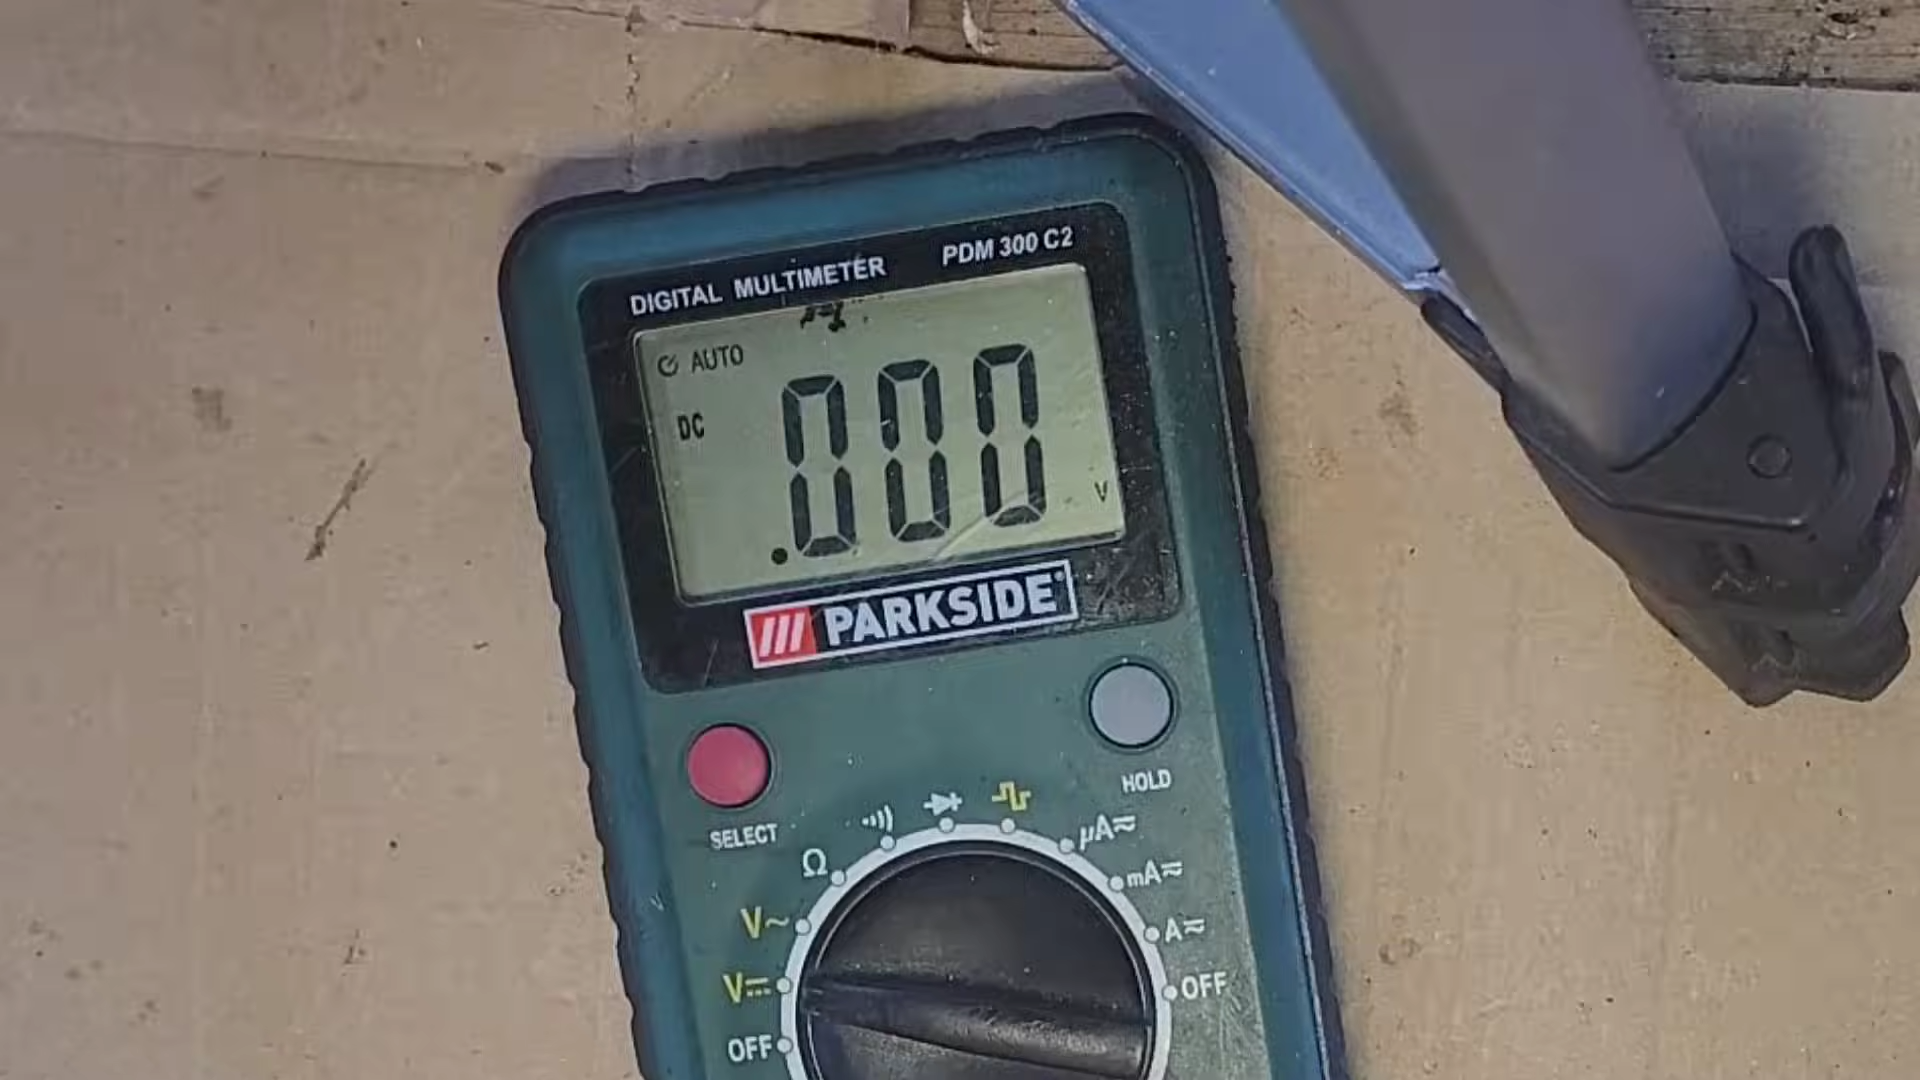 DIGITAL MULTIMETER PDM 300 C2
AUTO
DC
.000 V
PARKSIDE®
SELECT
HOLD
Ω
µA≂
mA≂
V~
A≂
V⎓
OFF
OFF